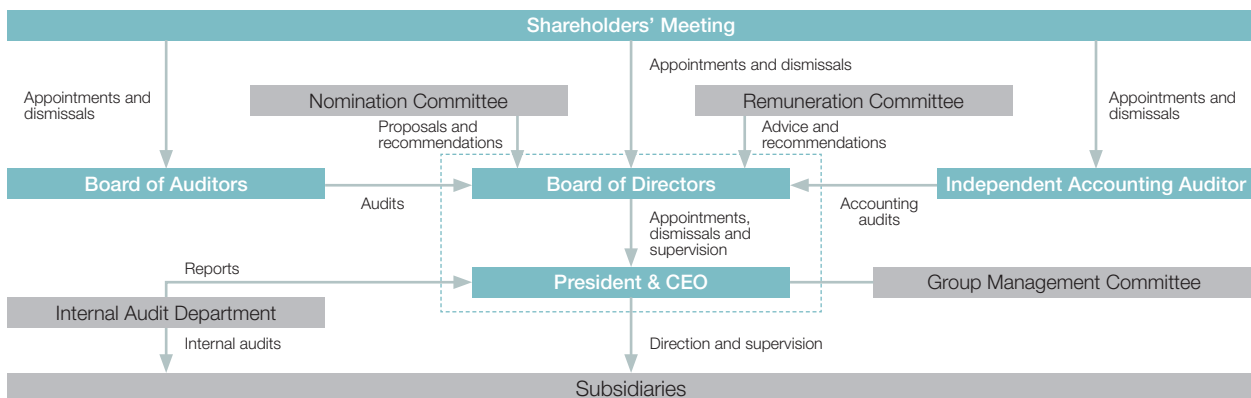 Shareholders’ Meeting
Appointments and dismissals
Appointments and
dismissals
Nomination Committee
Remuneration Committee
Appointments and
dismissals
Proposals and
recommendations
Advice and
recommendations
Board of Auditors
Board of Directors
Independent Accounting Auditor
Audits
Accounting
audits
Appointments,
dismissals and
supervision
Reports
President & CEO
Group Management Committee
Internal Audit Department
Internal audits
Direction and supervision
Subsidiaries